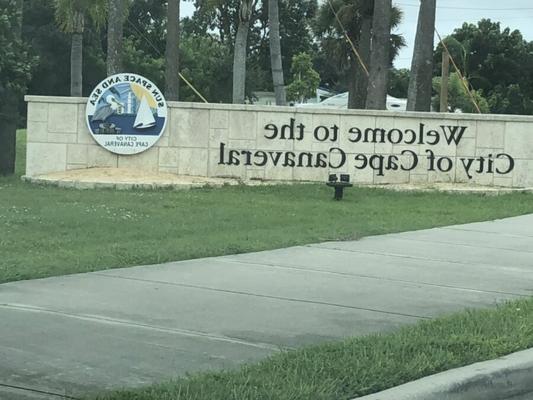 Welcome to the
City of Cape Canaveral
SUN SPACE AND SEA
CITY OF
CAPE CANAVERAL